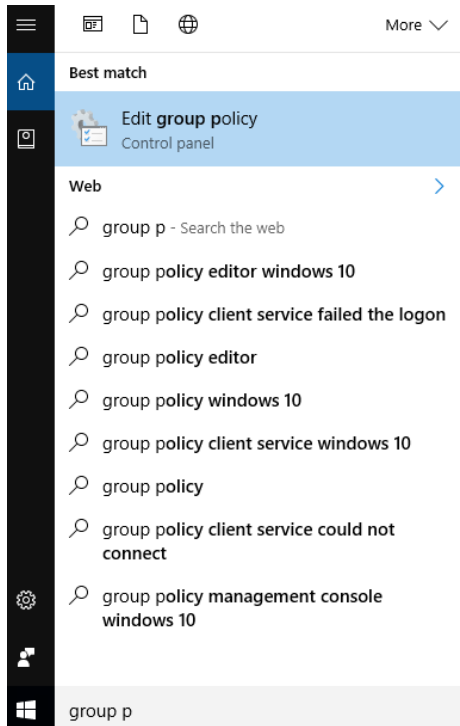 More
Best match
Edit group policy
Control panel
Web
group p - Search the web
group policy editor windows 10
group policy client service failed the logon
group policy editor
group policy windows 10
group policy client service windows 10
group policy
group policy client service could not
connect
group policy management console
windows 10
group p